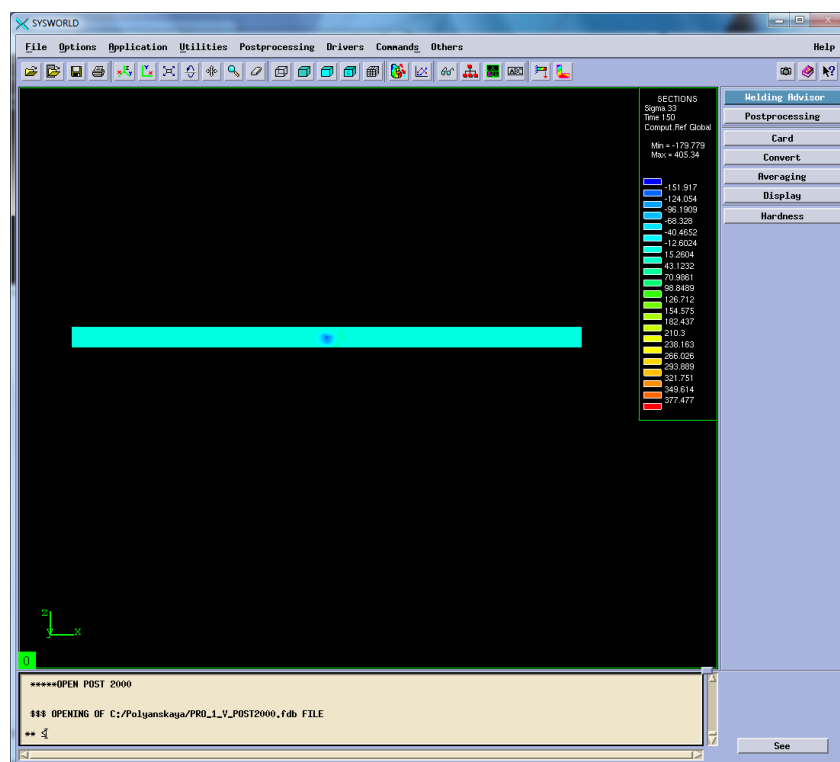 SYSWORLD
File Options Application Utilities Postprocessing Drivers Commands Others Help
SECTIONS
Sigma 33
Time 150
Comput.Ref Global
Min = -179.779
Max = 405.34
-151.917
-124.054
-96.1909
-68.328
-40.4652
-12.6024
15.2604
43.1232
70.9861
98.8489
126.712
154.575
182.437
210.3
238.163
266.026
293.889
321.751
349.614
377.477
Welding Advisor
Postprocessing
Card
Convert
Averaging
Display
Hardness
z
y x
0
*****OPEN POST 2000
$$$ OPENING OF C:/Polyanskaya/PRO_1_V_POST2000.fdb FILE
**
See